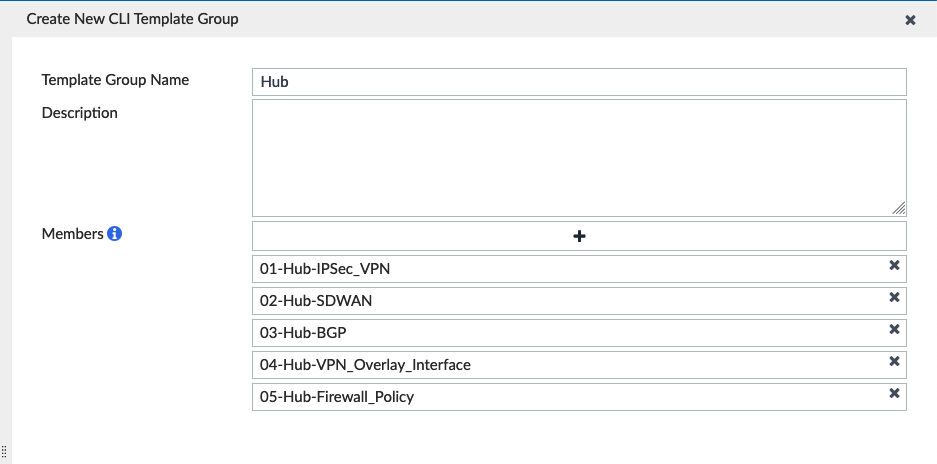 Create New CLI Template Group
Template Group Name
Hub
Description
Members
01-Hub-IPSec_VPN
02-Hub-SDWAN
03-Hub-BGP
04-Hub-VPN_Overlay_Interface
05-Hub-Firewall_Policy